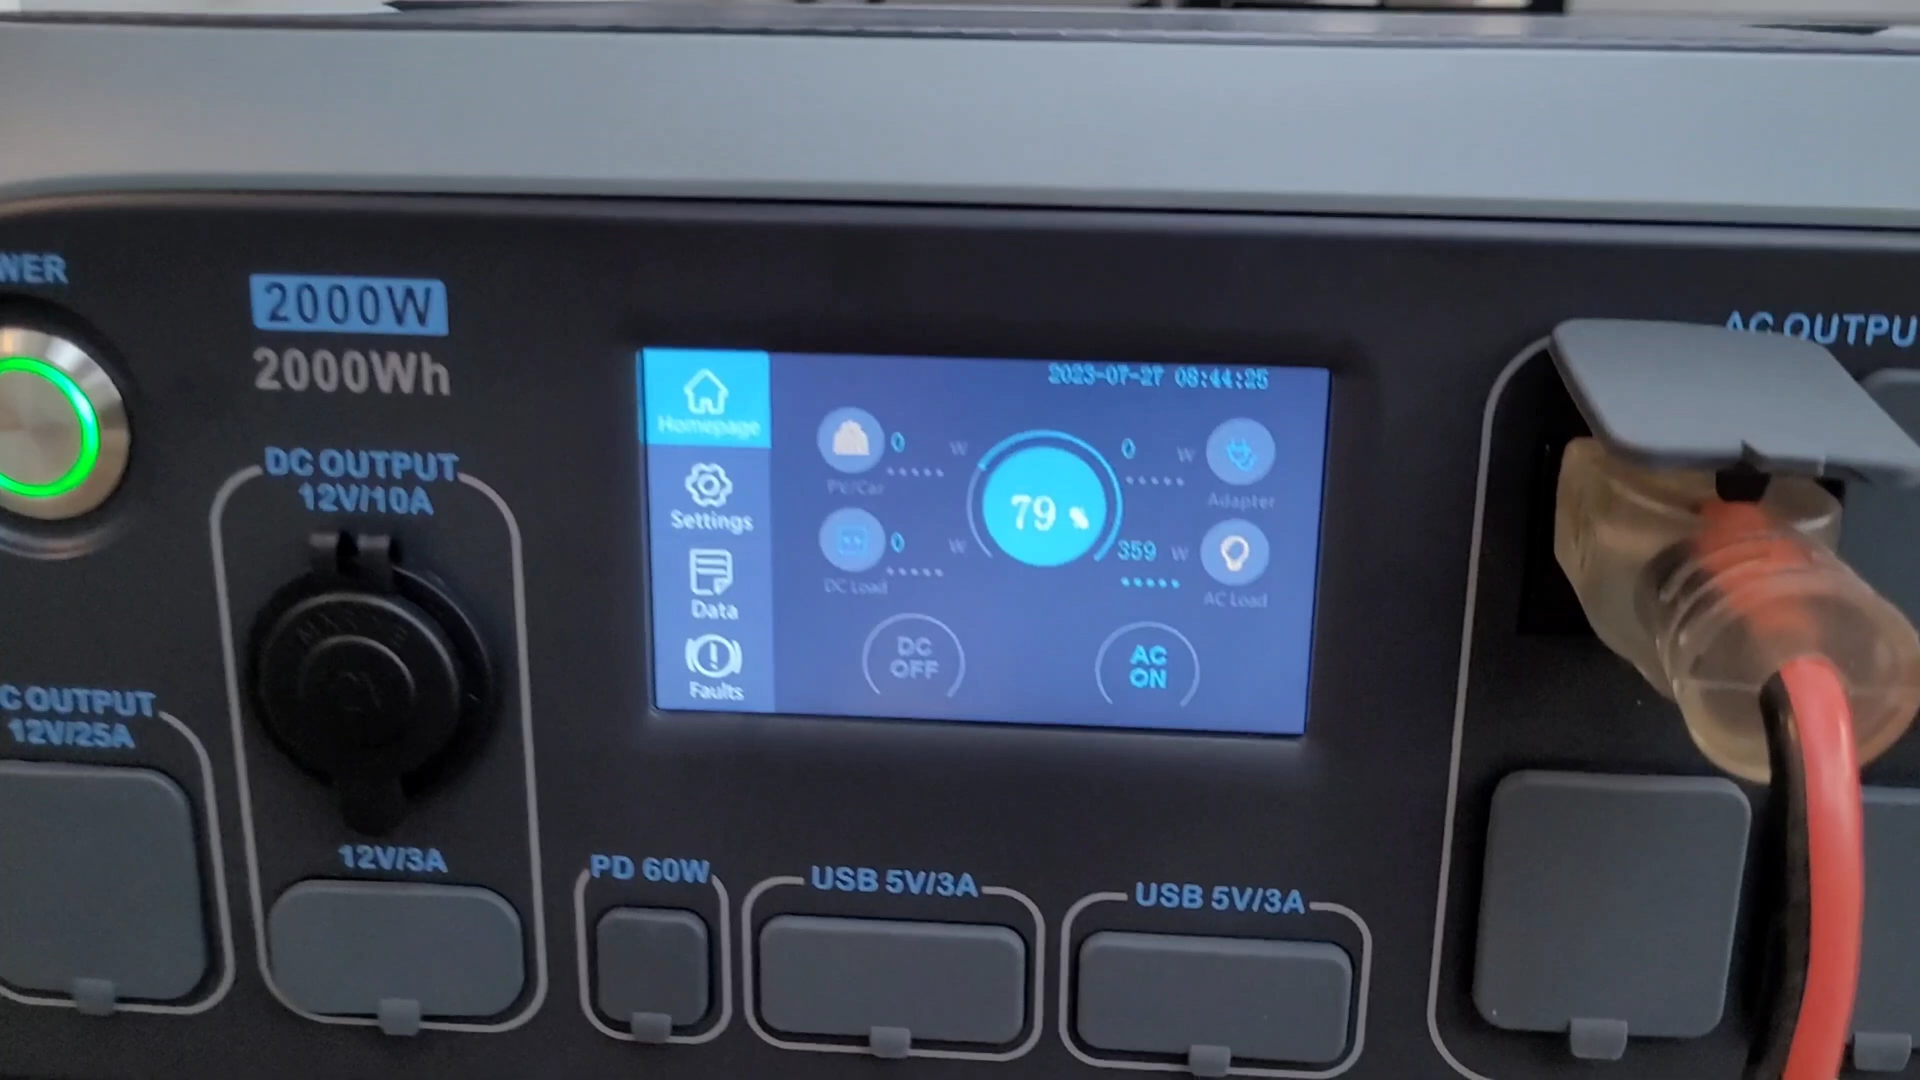 WER
2000W
2000Wh
DC OUTPUT
12V/10A
C OUTPUT
12V/25A
12V/3A
PD 60W
USB 5V/3A
USB 5V/3A
AC OUTPU
Homepage
Settings
Data
Faults
2023-07-27 08:44:25
0 W
PV/Car
0 W
DC Load
79 %
0 W
Adapter
359 W
AC Load
DC
OFF
AC
ON